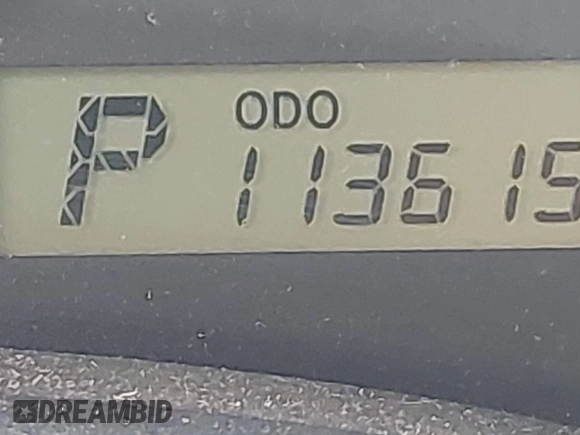 P
ODO
113615
DREAMBID